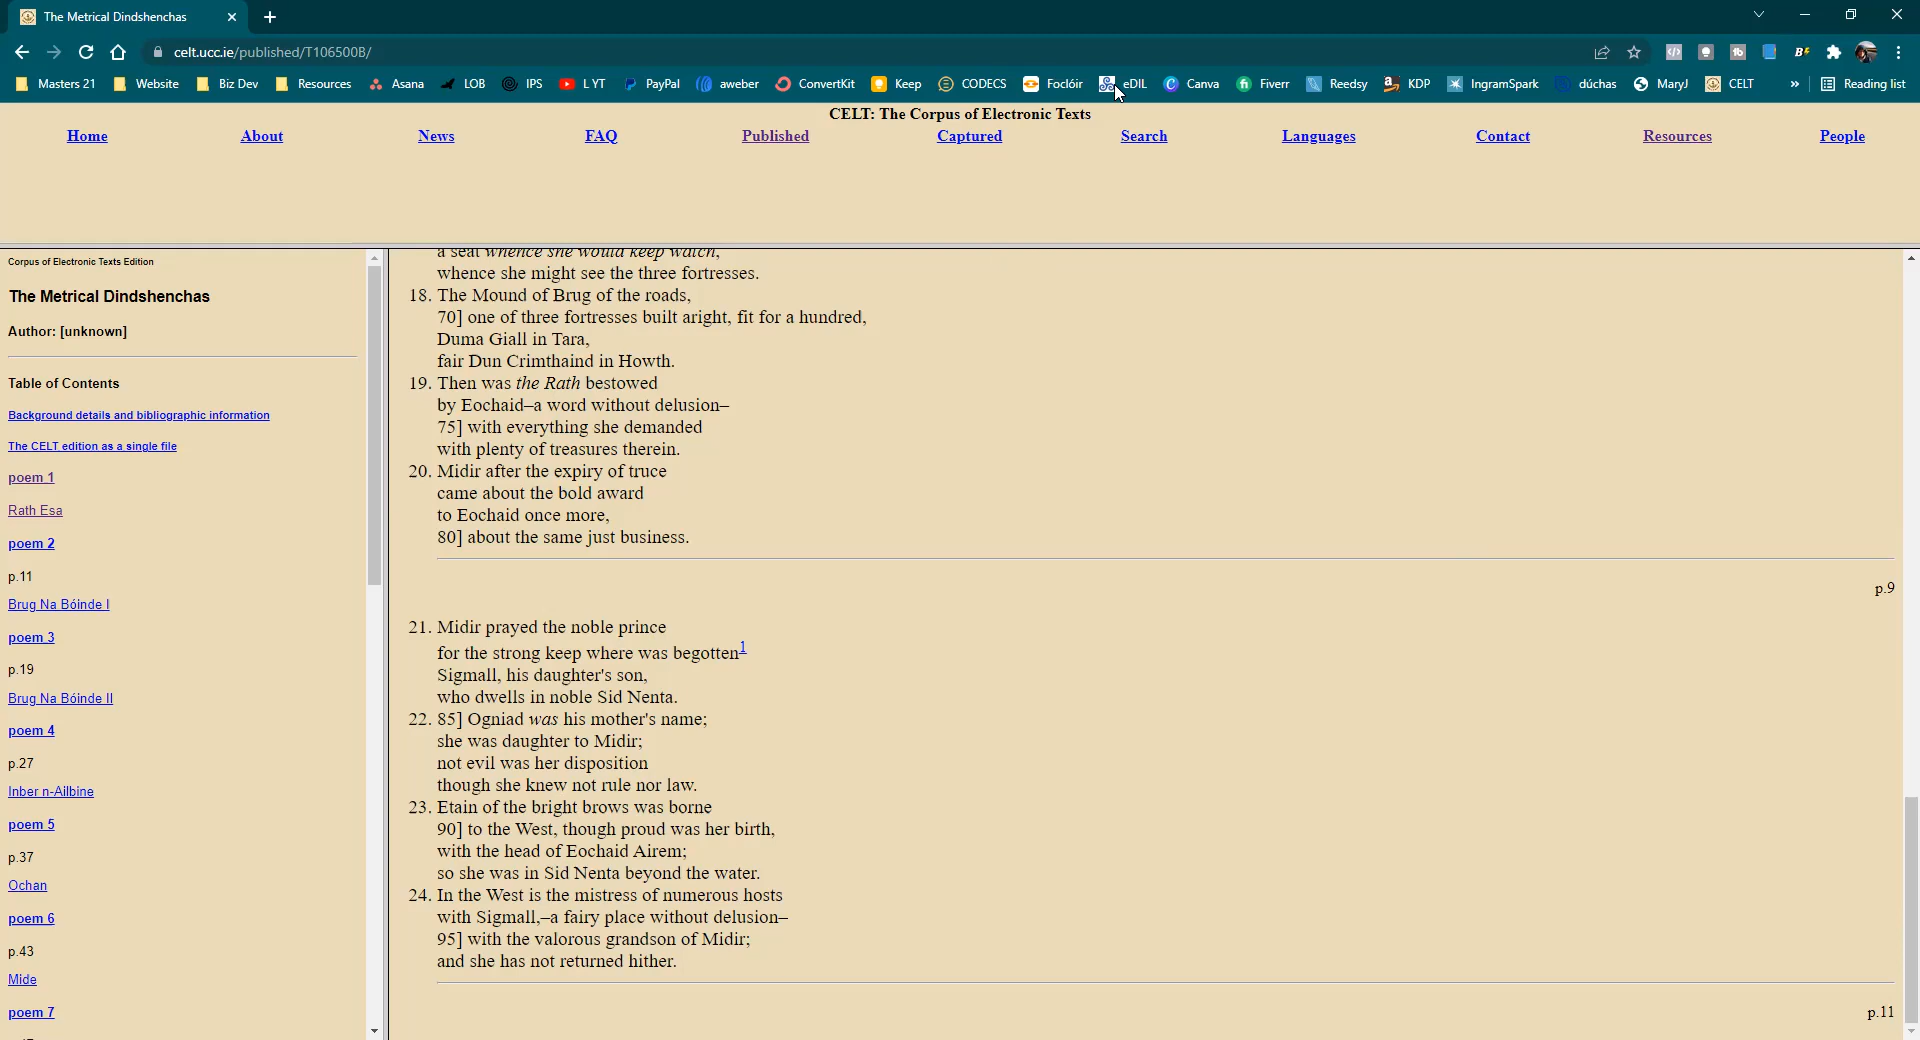 The Metrical Dindshenchas
celt.ucc.ie/published/T106500B/
Masters 21 Website Biz Dev Resources Asana LOB IPS L YT PayPal aweber ConvertKit Keep CODECS Foclóir eDIL Canva Fiverr Reedsy KDP IngramSpark dúchas MaryJ CELT » Reading list
CELT: The Corpus of Electronic Texts
Home About News FAQ Published Captured Search Languages Contact Resources People
Corpus of Electronic Texts Edition
The Metrical Dindshenchas
Author: [unknown]
Table of Contents
Background details and bibliographic information
The CELT edition as a single file
poem 1
Rath Esa
poem 2
p.11
Brug Na Bóinde I
poem 3
p.19
Brug Na Bóinde II
poem 4
p.27
Inber n-Ailbine
poem 5
p.37
Ochan
poem 6
p.43
Mide
poem 7
a seat whence she would keep watch,
whence she might see the three fortresses.
18. The Mound of Brug of the roads,
70] one of three fortresses built aright, fit for a hundred,
Duma Giall in Tara,
fair Dun Crimthaind in Howth.
19. Then was the Rath bestowed
by Eochaid–a word without delusion–
75] with everything she demanded
with plenty of treasures therein.
20. Midir after the expiry of truce
came about the bold award
to Eochaid once more,
80] about the same just business.
p.9
21. Midir prayed the noble prince
for the strong keep where was begotten1
Sigmall, his daughter's son,
who dwells in noble Sid Nenta.
22. 85] Ogniad was his mother's name;
she was daughter to Midir;
not evil was her disposition
though she knew not rule nor law.
23. Etain of the bright brows was borne
90] to the West, though proud was her birth,
with the head of Eochaid Airem;
so she was in Sid Nenta beyond the water.
24. In the West is the mistress of numerous hosts
with Sigmall,–a fairy place without delusion–
95] with the valorous grandson of Midir;
and she has not returned hither.
p.11